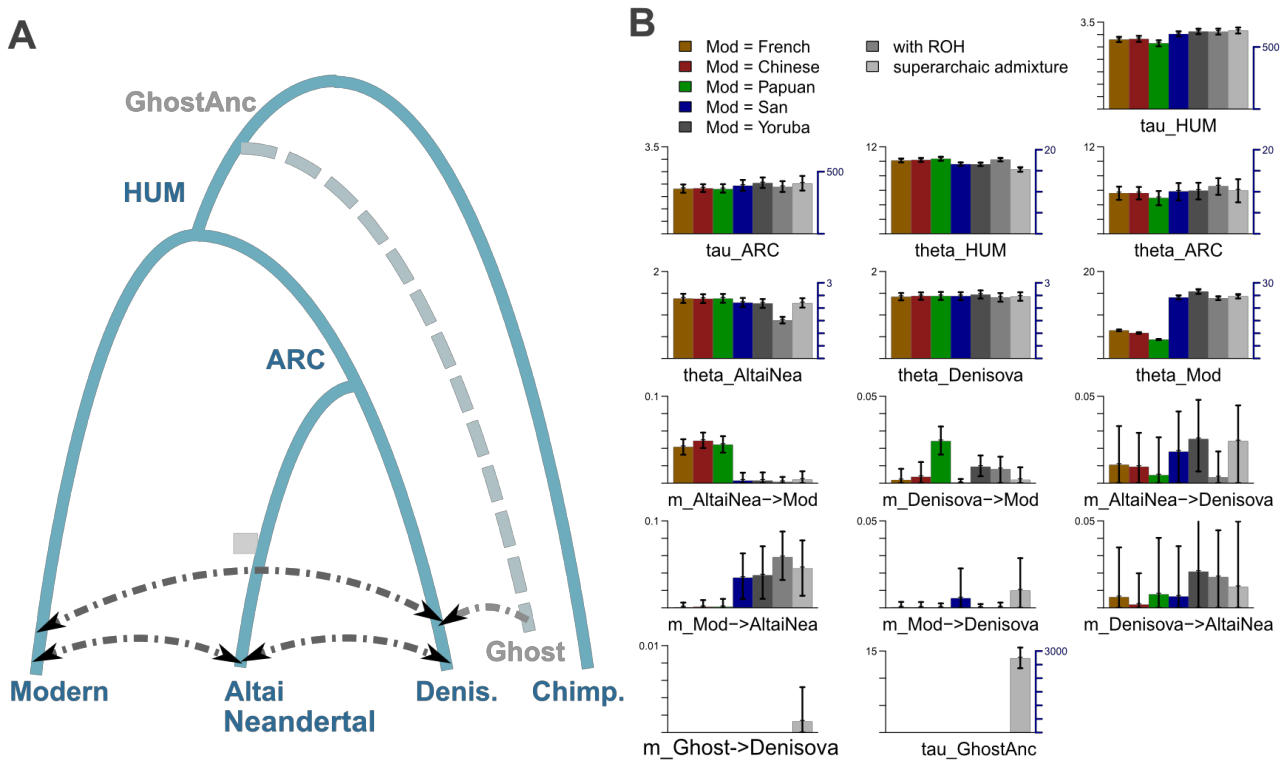 A
GhostAnc
HUM
ARC
Ghost
Modern
Altai
Neandertal
Denis.
Chimp.
B
Mod = French
Mod = Chinese
Mod = Papuan
Mod = San
Mod = Yoruba
with ROH
superarchaic admixture
3.5
500
tau_HUM
3.5
500
tau_ARC
12
20
theta_HUM
12
20
theta_ARC
2
3
theta_AltaiNea
2
3
theta_Denisova
20
30
theta_Mod
0.1
m_AltaiNea->Mod
0.05
m_Denisova->Mod
0.05
m_AltaiNea->Denisova
0.1
m_Mod->AltaiNea
0.05
m_Mod->Denisova
0.05
m_Denisova->AltaiNea
0.01
m_Ghost->Denisova
15
3000
tau_GhostAnc